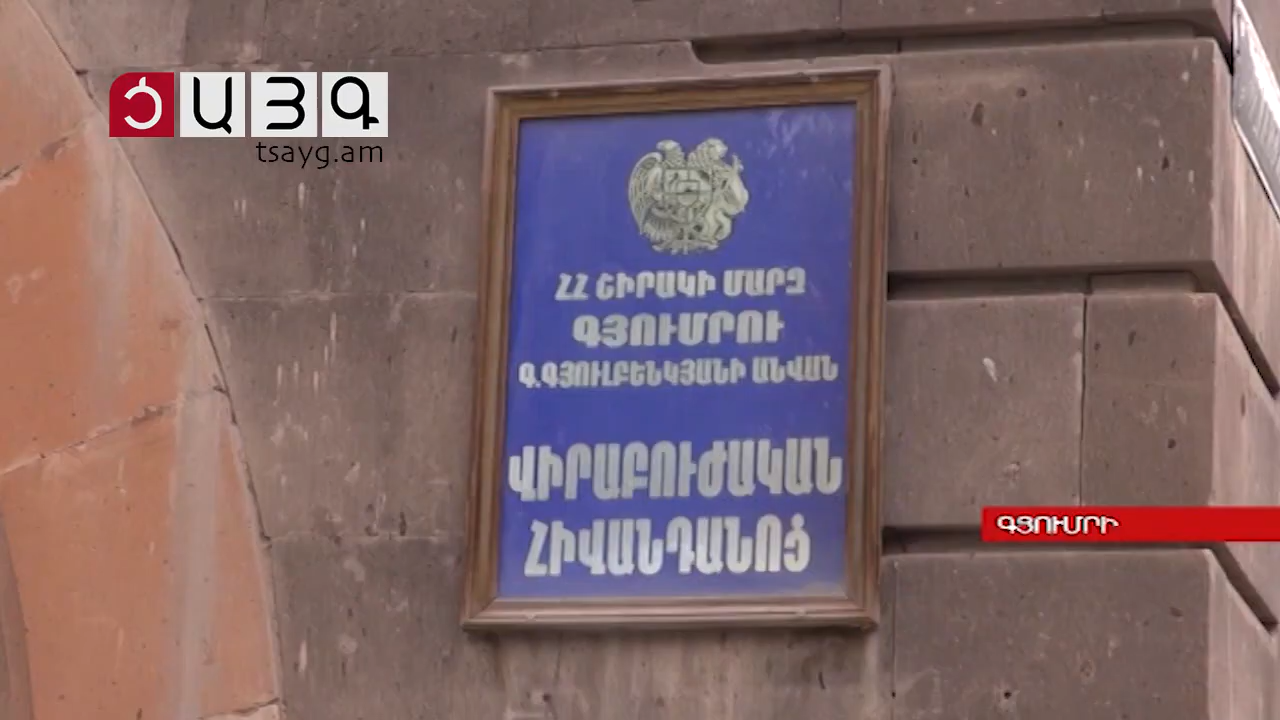 ԾԱՅԳ
tsayg.am
ՀՀ ՇԻՐԱԿԻ ՄԱՐԶ
ԳՅՈՒՄՐՈՒ
Գ.ԳՅՈՒԼԲԵՆԿՅԱՆԻ ԱՆՎԱՆ
ՎԻՐԱԲՈՒԺԱԿԱՆ
ՀԻՎԱՆԴԱՆՈՑ
ԳՅՈՒՄՐԻ